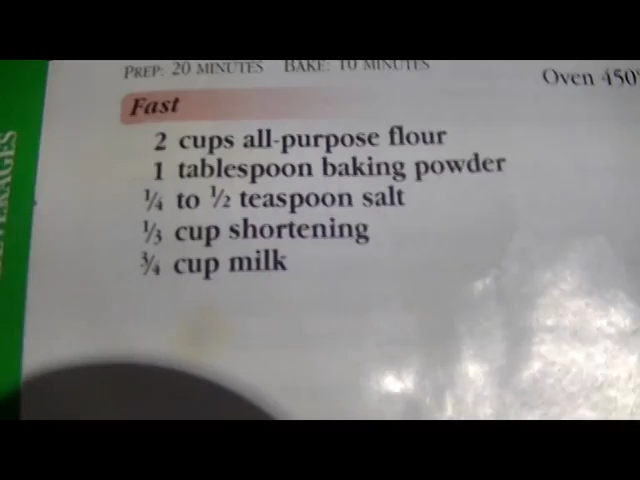 PREP: 20 MINUTES BAKE: 10 MINUTES
Oven 450°
Fast
2 cups all-purpose flour
1 tablespoon baking powder
¼ to ½ teaspoon salt
⅓ cup shortening
¾ cup milk
BEVERAGES